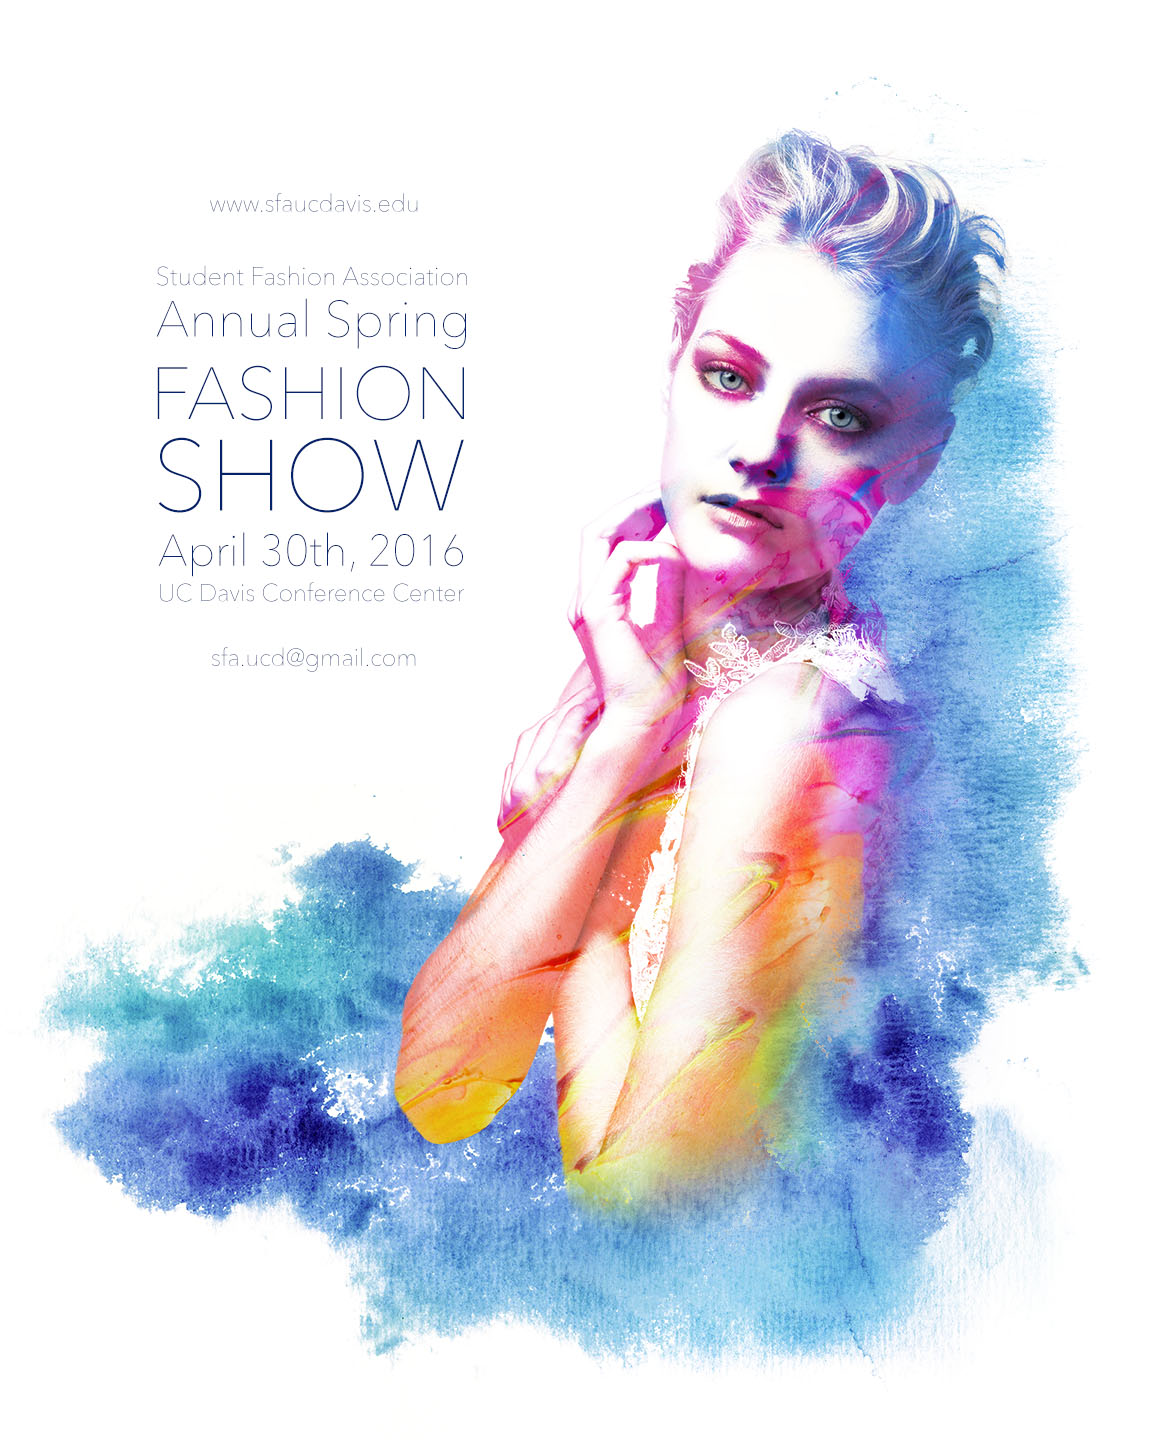 www.sfaucdavis.edu
Student Fashion Association
Annual Spring
FASHION
SHOW
April 30th, 2016
UC Davis Conference Center
sfa.ucd@gmail.com